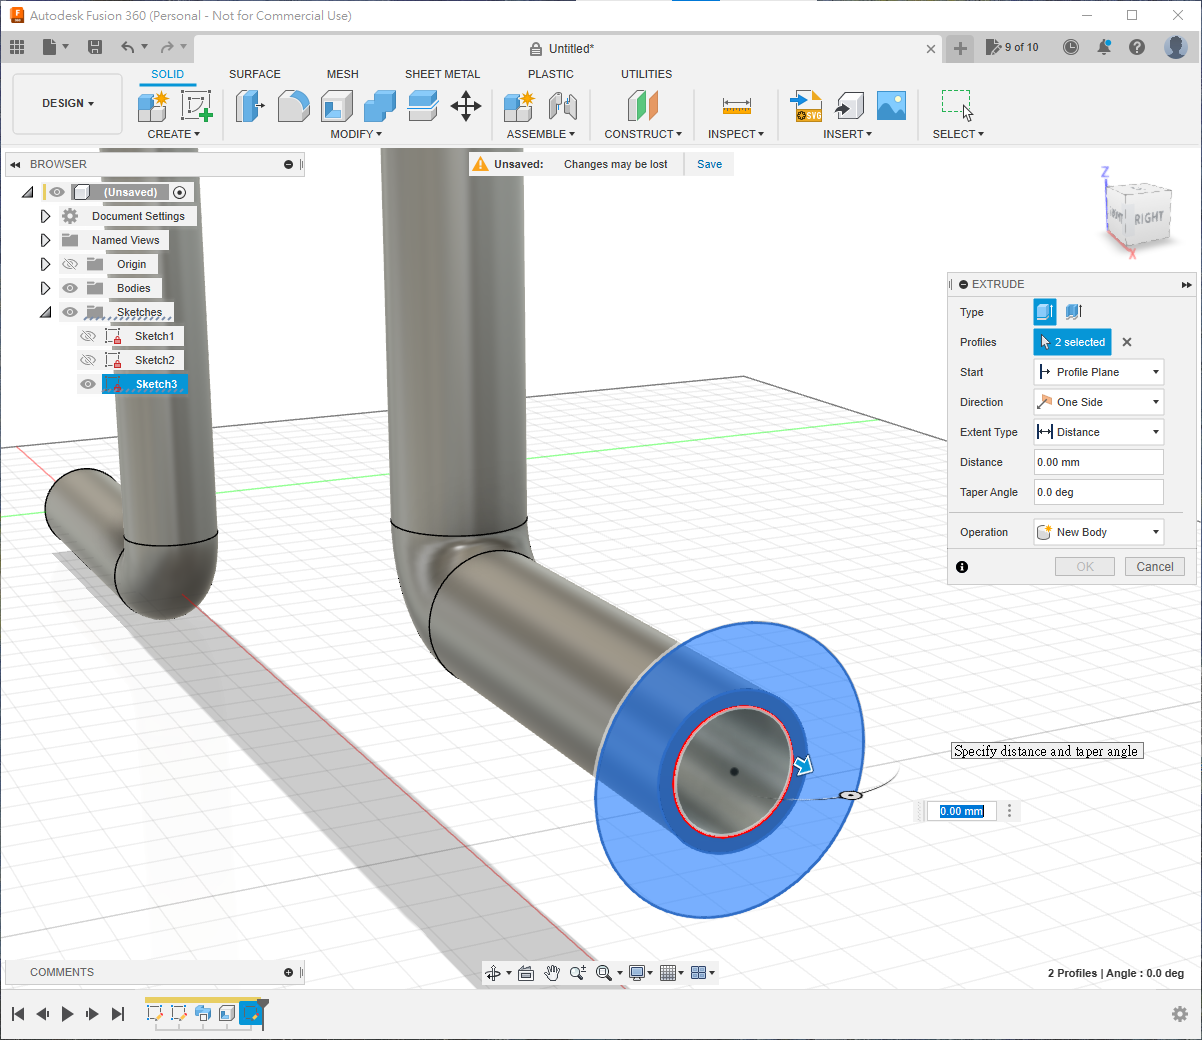 Autodesk Fusion 360 (Personal - Not for Commercial Use)
Untitled*
9 of 10
DESIGN
SOLID
SURFACE
MESH
SHEET METAL
PLASTIC
UTILITIES
CREATE
MODIFY
ASSEMBLE
CONSTRUCT
INSPECT
SVG
INSERT
SELECT
BROWSER
Unsaved:
Changes may be lost
Save
(Unsaved)
Document Settings
Named Views
Origin
Bodies
Sketches
Sketch1
Sketch2
Sketch3
Z
RIGHT
X
EXTRUDE
Type
Profiles
2 selected
Start
Profile Plane
Direction
One Side
Extent Type
Distance
Distance
0.00 mm
Taper Angle
0.0 deg
Operation
New Body
OK
Cancel
Specify distance and taper angle
0.00 mm
COMMENTS
2 Profiles | Angle : 0.0 deg